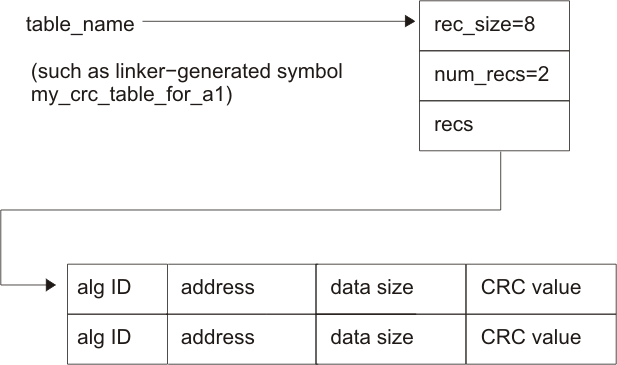 table_name
rec_size=8
(such as linker-generated symbol
my_crc_table_for_a1)
num_recs=2
recs
alg ID address data size CRC value
alg ID address data size CRC value